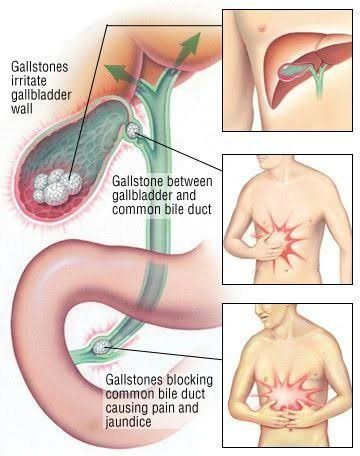 Gallstones
irritate
gallbladder
wall
Gallstone between
gallbladder and
common bile duct
Gallstones blocking
common bile duct
causing pain and
jaundice